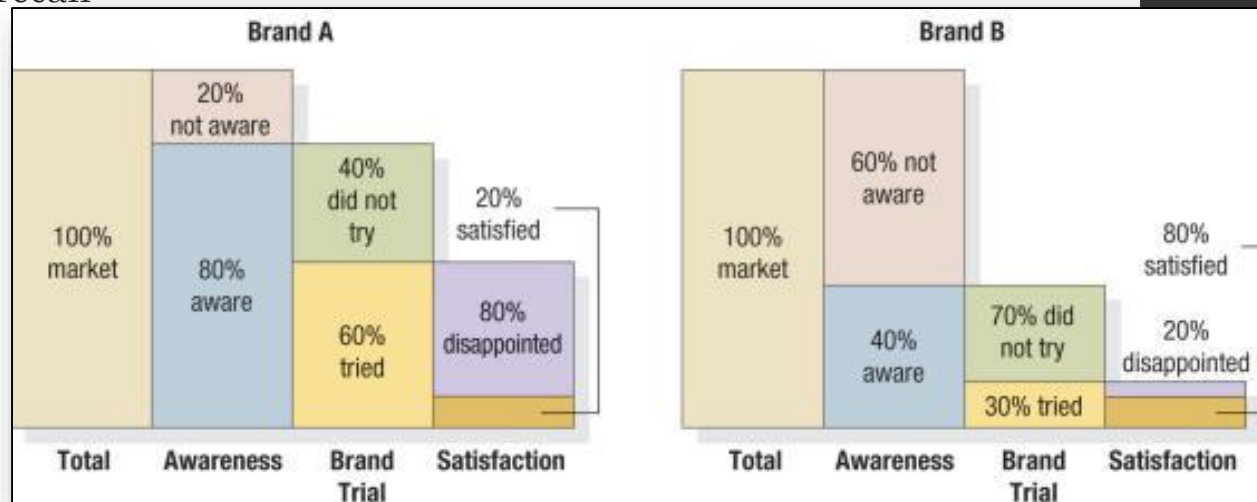 Brand A
20%
not aware
40%
did not
try
20%
satisfied
100%
market
80%
aware
80%
disappointed
60%
tried
Total
Awareness
Brand
Trial
Satisfaction
Brand B
60% not
aware
80%
satisfied
100%
market
70% did
not try
20%
disappointed
40%
aware
30% tried
Total
Awareness
Brand
Trial
Satisfaction